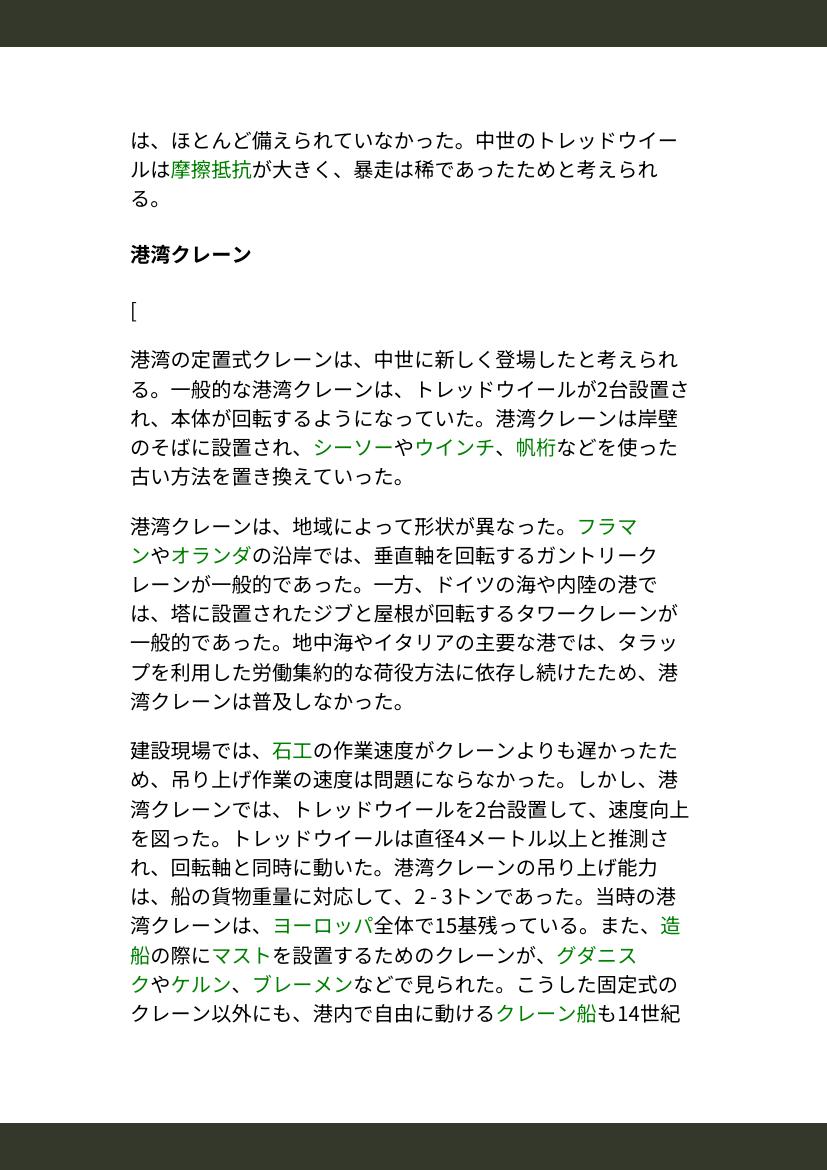 は、ほとんど備えられていなかった。中世のトレッドウイー
ルは摩擦抵抗が大きく、暴走は稀であったためと考えられ
る。
港湾クレーン
[
港湾の定置式クレーンは、中世に新しく登場したと考えられ
る。一般的な港湾クレーンは、トレッドウイールが2台設置さ
れ、本体が回転するようになっていた。港湾クレーンは岸壁
のそばに設置され、シーソーやウインチ、帆桁などを使った
古い方法を置き換えていった。
港湾クレーンは、地域によって形状が異なった。フラマ
ンやオランダの沿岸では、垂直軸を回転するガントリーク
レーンが一般的であった。一方、ドイツの海や内陸の港で
は、塔に設置されたジブと屋根が回転するタワークレーンが
一般的であった。地中海やイタリアの主要な港では、タラッ
プを利用した労働集約的な荷役方法に依存し続けたため、港
湾クレーンは普及しなかった。
建設現場では、石工の作業速度がクレーンよりも遅かったた
め、吊り上げ作業の速度は問題にならなかった。しかし、港
湾クレーンでは、トレッドウイールを2台設置して、速度向上
を図った。トレッドウイールは直径4メートル以上と推測さ
れ、回転軸と同時に動いた。港湾クレーンの吊り上げ能力
は、船の貨物重量に対応して、2 - 3トンであった。当時の港
湾クレーンは、ヨーロッパ全体で15基残っている。また、造
船の際にマストを設置するためのクレーンが、グダニス
クやケルン、ブレーメンなどで見られた。こうした固定式の
クレーン以外にも、港内で自由に動けるクレーン船も14世紀